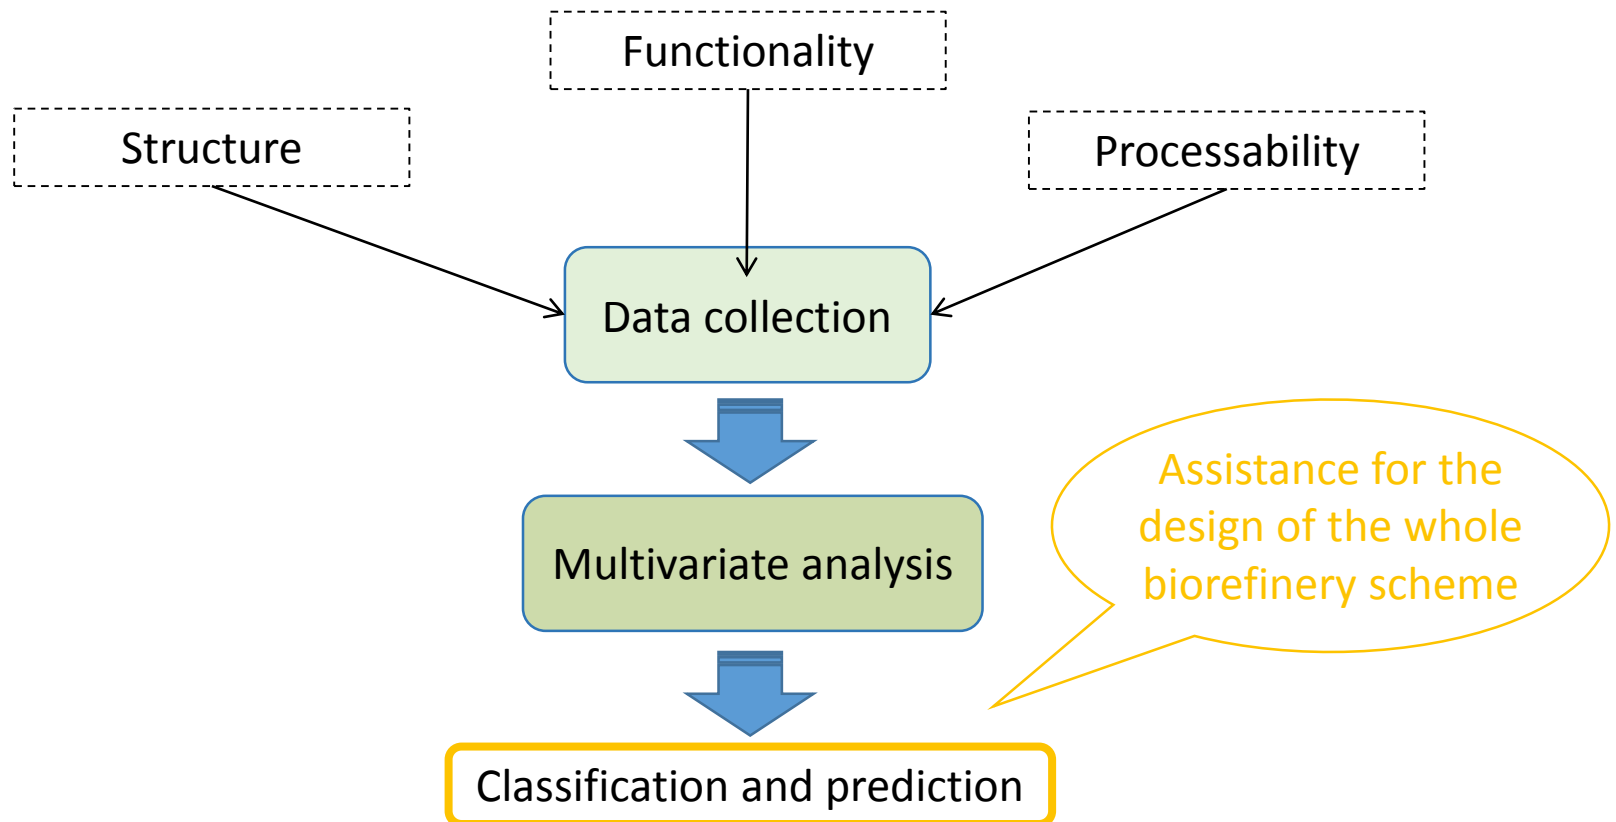 Functionality
Structure
Processability
Data collection
Multivariate analysis
Assistance for the
design of the whole
biorefinery scheme
Classification and prediction